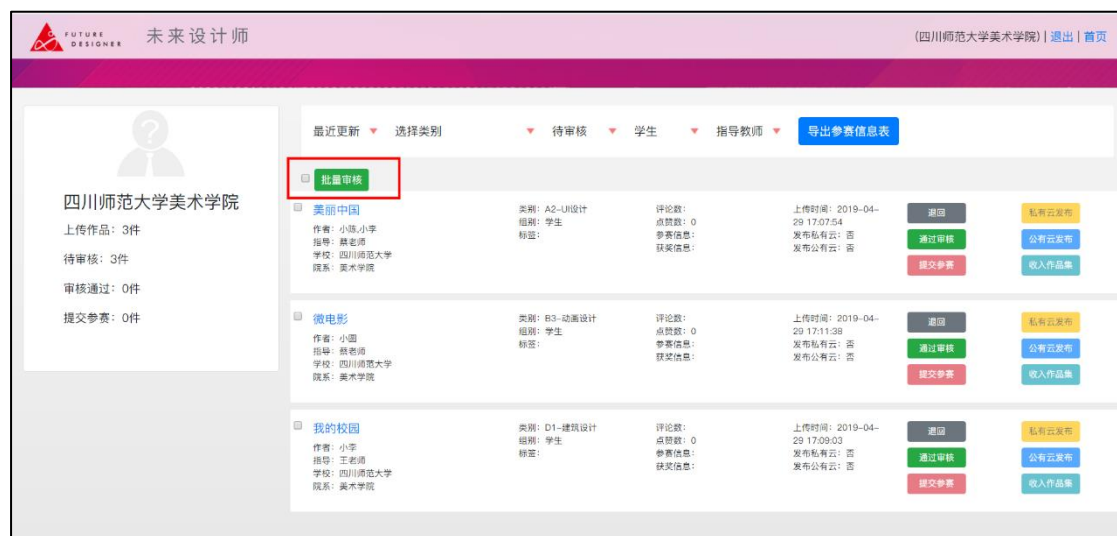 FUTURE
DESIGNER
未来设计师
(四川师范大学美术学院) | 退出 | 首页
最近更新 选择类别 待审核 学生 指导教师 导出参赛信息表
批量审核
四川师范大学美术学院
上传作品：3件
待审核：3件
审核通过：0件
提交参赛：0件
美丽中国
作者：小陈,小李
指导：蔡老师
学校：四川师范大学
院系：美术学院
类别：A2-UI设计
组别：学生
标签：
评论数：
点赞数：0
参赛信息：
获奖信息：
上传时间：2019-04-
29 17:07:54
发布私有云：否
发布公有云：否
退回
通过审核
提交参赛
私有云发布
公有云发布
收入作品集
微电影
作者：小圆
指导：蔡老师
学校：四川师范大学
院系：美术学院
类别：B3-动画设计
组别：学生
标签：
评论数：
点赞数：0
参赛信息：
获奖信息：
上传时间：2019-04-
29 17:11:38
发布私有云：否
发布公有云：否
退回
通过审核
提交参赛
私有云发布
公有云发布
收入作品集
我的校园
作者：小李
指导：王老师
学校：四川师范大学
院系：美术学院
类别：D1-建筑设计
组别：学生
标签：
评论数：
点赞数：0
参赛信息：
获奖信息：
上传时间：2019-04-
29 17:09:03
发布私有云：否
发布公有云：否
退回
通过审核
提交参赛
私有云发布
公有云发布
收入作品集